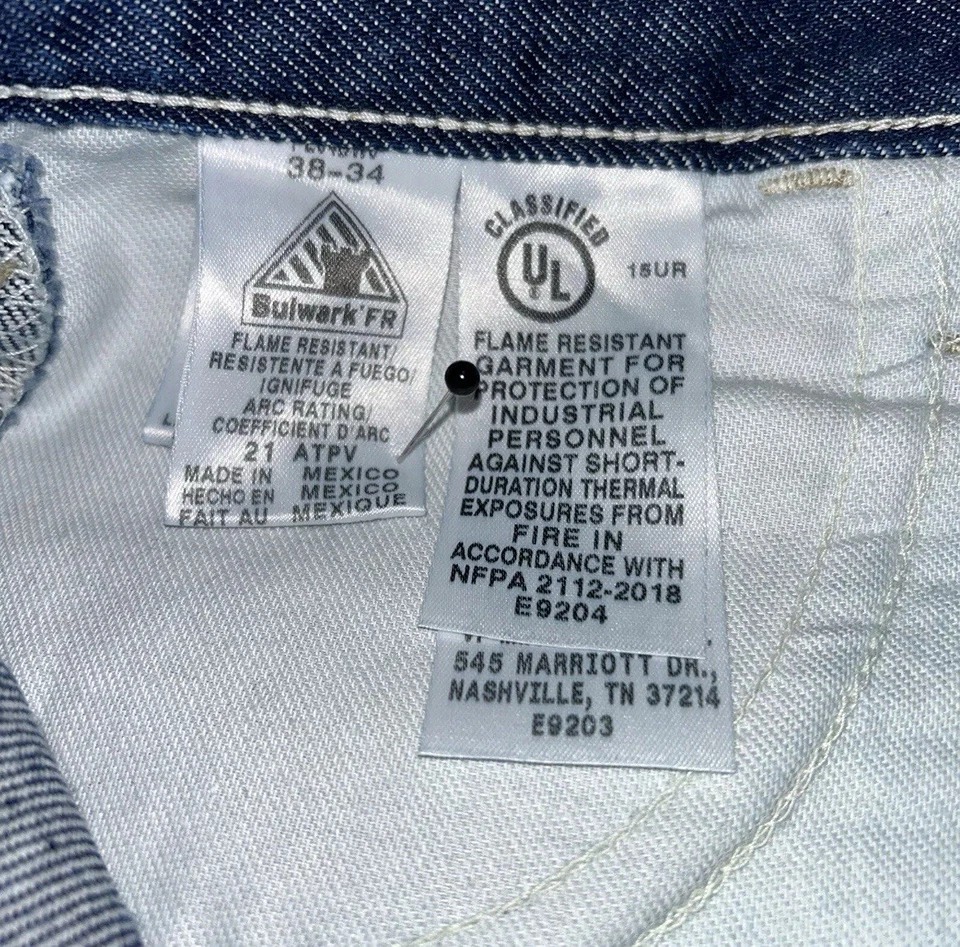 38-34
Bulwark® FR
FLAME RESISTANT/
RESISTENTE A FUEGO/
IGNIFUGE
ARC RATING/
COEFFICIENT D'ARC
21 ATPV
MADE IN MEXICO
HECHO EN MEXICO
FAIT AU MEXIQUE
CLASSIFIED
UL
15UR
FLAME RESISTANT
GARMENT FOR
PROTECTION OF
INDUSTRIAL
PERSONNEL
AGAINST SHORT-
DURATION THERMAL
EXPOSURES FROM
FIRE IN
ACCORDANCE WITH
NFPA 2112-2018
E9204
545 MARRIOTT DR.,
NASHVILLE, TN 37214
E9203